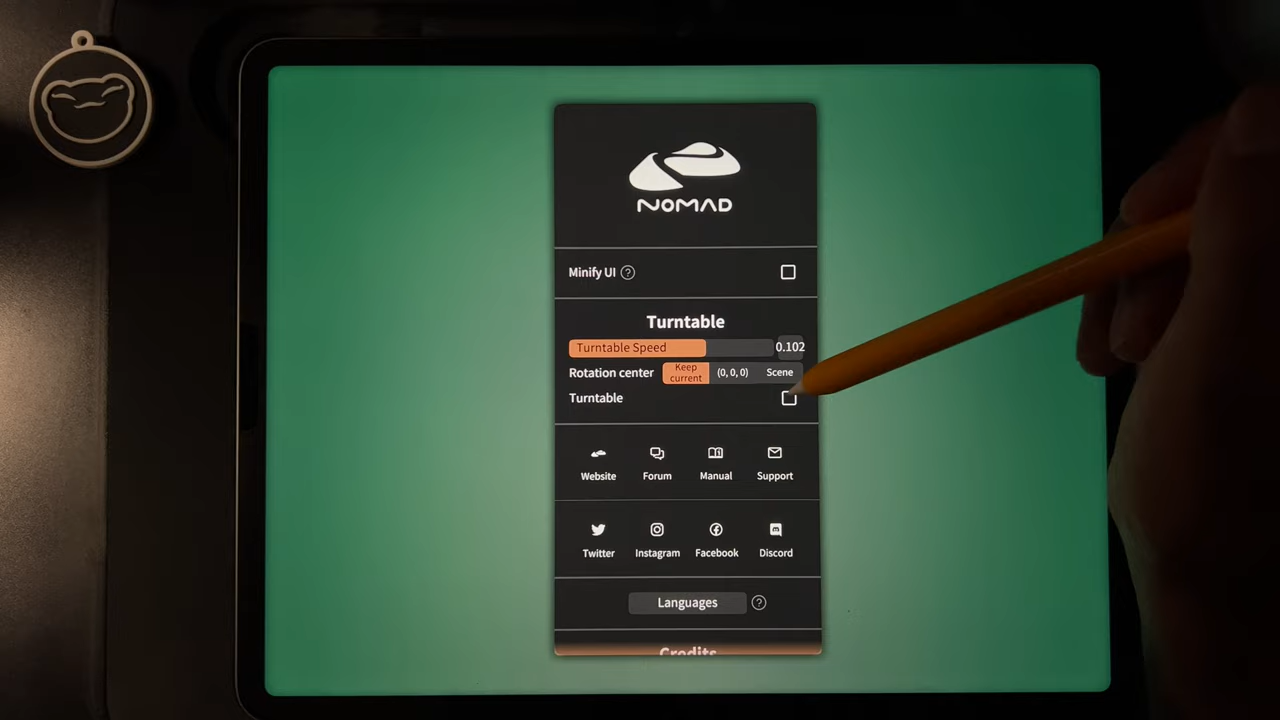 NOMAD
Minify UI ?
Turntable
Turntable Speed 0.102
Rotation center Keep current (0, 0, 0) Scene
Turntable
Website Forum Manual Support
Twitter Instagram Facebook Discord
Languages ?
Credits